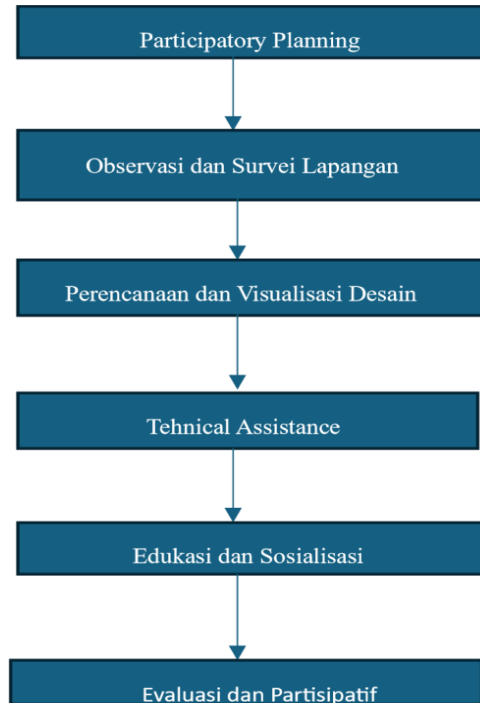 Participatory Planning
Observasi dan Survei Lapangan
Perencanaan dan Visualisasi Desain
Tehnical Assistance
Edukasi dan Sosialisasi
Evaluasi dan Partisipatif